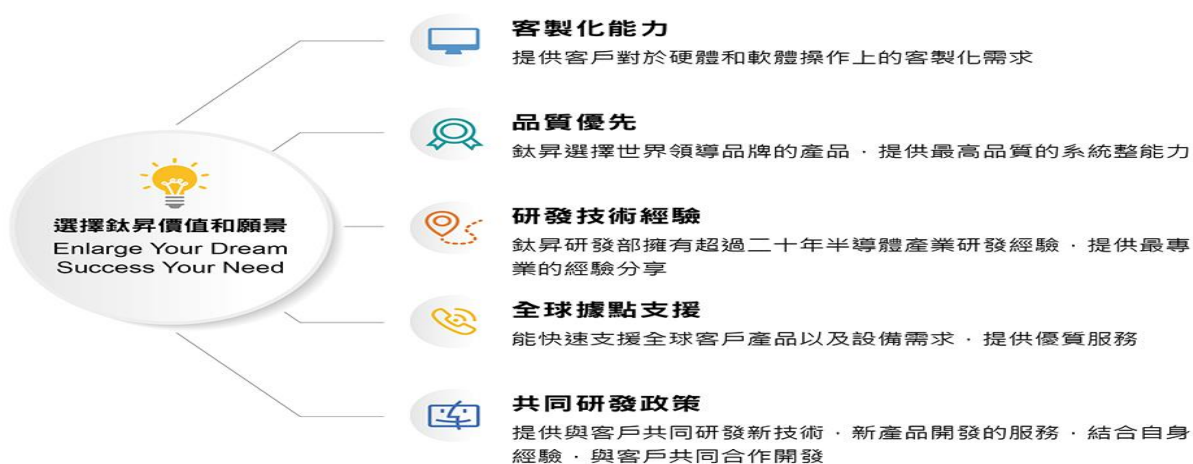 選擇鈦昇價值和願景
Enlarge Your Dream
Success Your Need
客製化能力
提供客戶對於硬體和軟體操作上的客製化需求
品質優先
鈦昇選擇世界領導品牌的產品，提供最高品質的系統整能力
研發技術經驗
鈦昇研發部擁有超過二十年半導體產業研發經驗，提供最專
業的經驗分享
全球據點支援
能快速支援全球客戶產品以及設備需求，提供優質服務
共同研發政策
提供與客戶共同研發新技術，新產品開發的服務，結合自身
經驗，與客戶共同合作開發